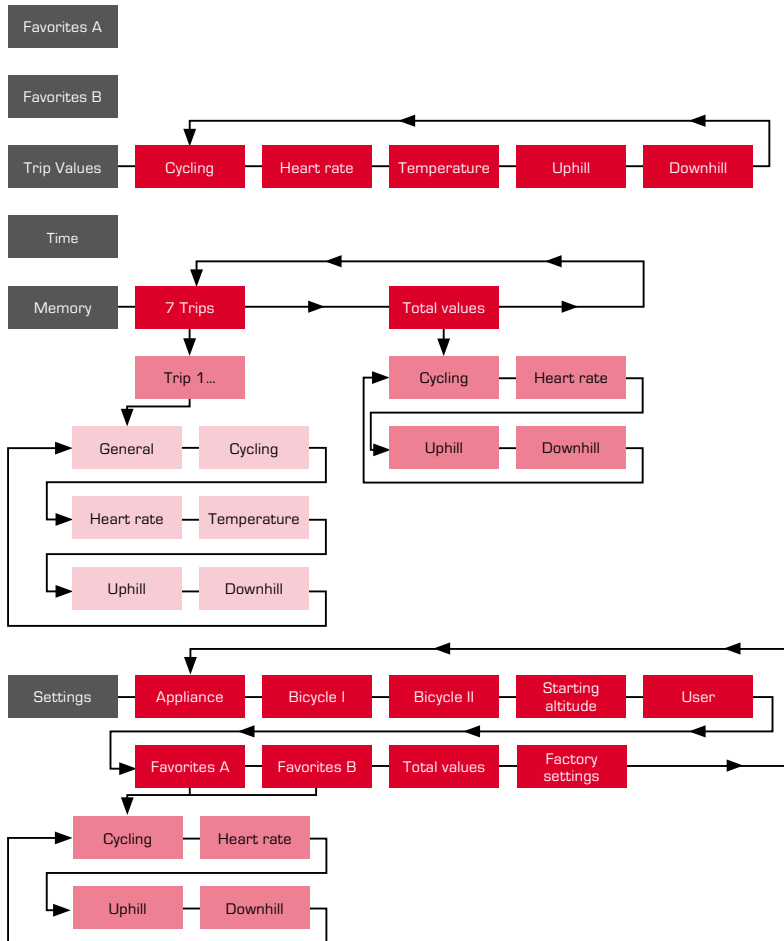 Favorites A
Favorites B
Trip Values
Cycling
Heart rate
Temperature
Uphill
Downhill
Time
Memory
7 Trips
Total values
Trip 1...
Cycling
Heart rate
General
Cycling
Uphill
Downhill
Heart rate
Temperature
Uphill
Downhill
Settings
Appliance
Bicycle I
Bicycle II
Starting
altitude
User
Favorites A
Favorites B
Total values
Factory
settings
Cycling
Heart rate
Uphill
Downhill